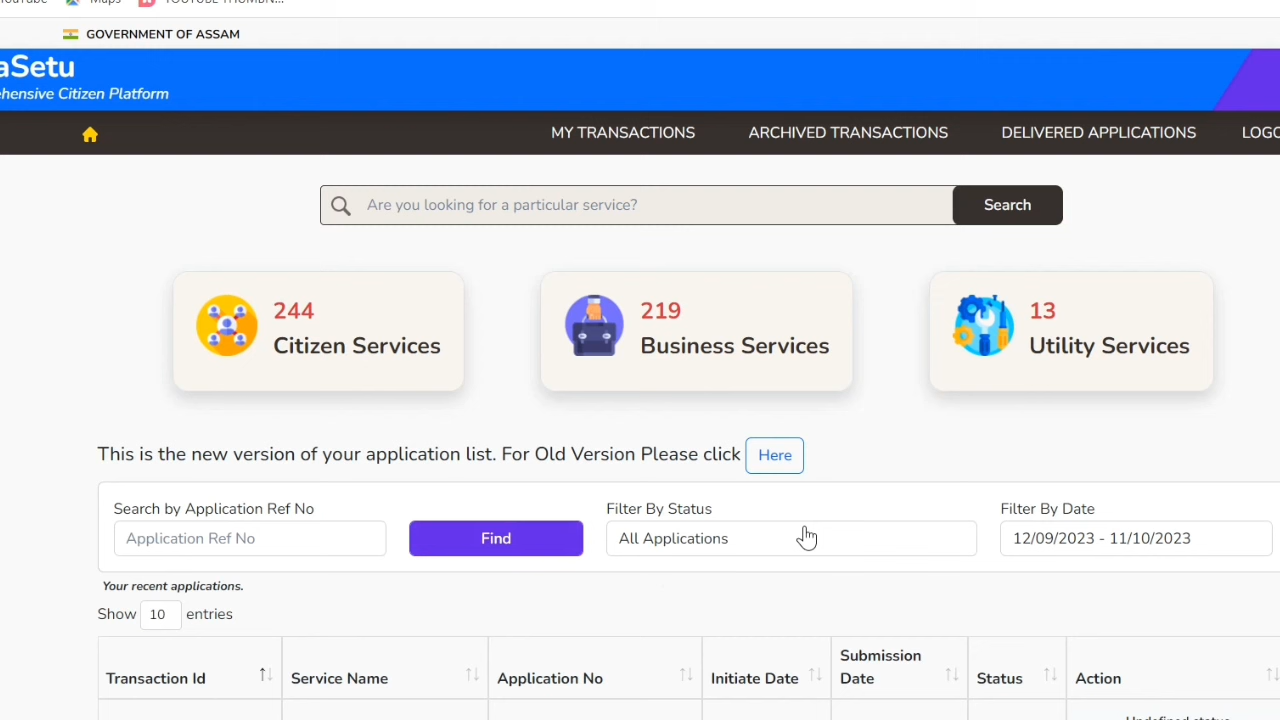 GOVERNMENT OF ASSAM
aSetu
ehensive Citizen Platform
MY TRANSACTIONS
ARCHIVED TRANSACTIONS
DELIVERED APPLICATIONS
LOGO
Are you looking for a particular service?
Search
244
Citizen Services
219
Business Services
13
Utility Services
This is the new version of your application list. For Old Version Please click Here
Search by Application Ref No
Application Ref No
Find
Filter By Status
All Applications
Filter By Date
12/09/2023 - 11/10/2023
Your recent applications.
Show 10 entries
Transaction Id
Service Name
Application No
Initiate Date
Submission
Date
Status
Action